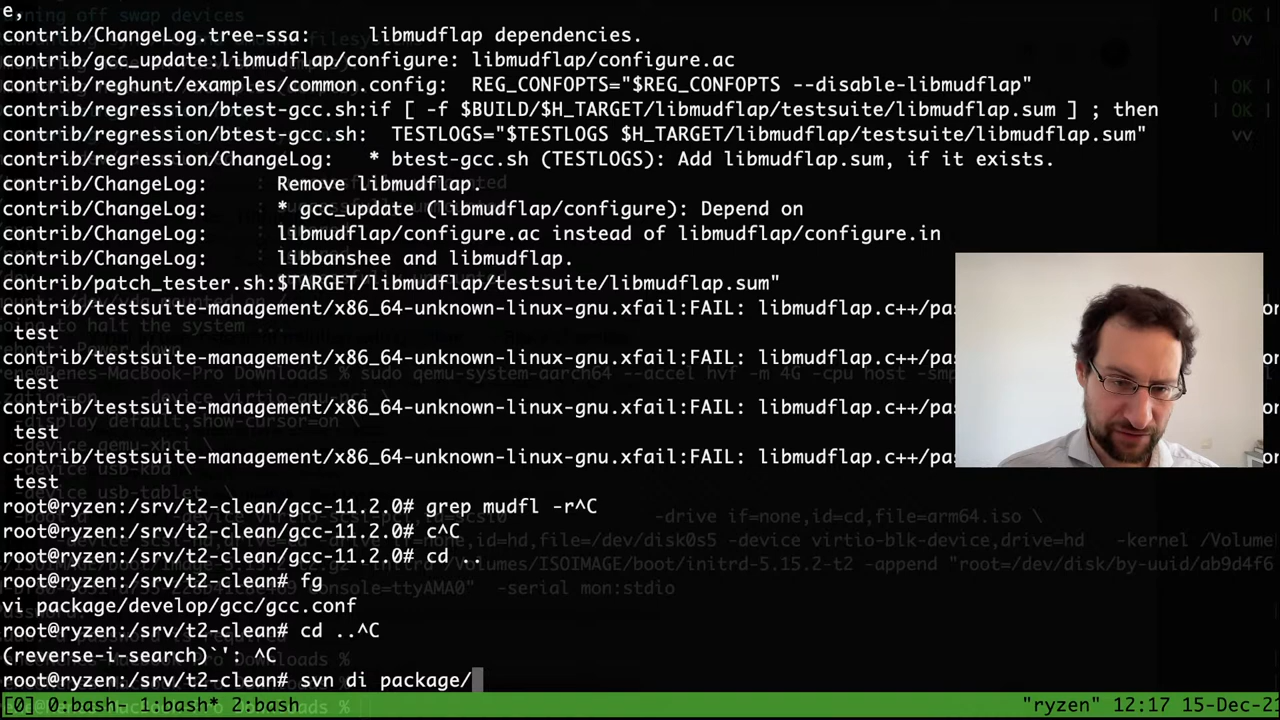 e,
contrib/ChangeLog.tree-ssa:     libmudflap dependencies.
contrib/gcc_update:libmudflap/configure: libmudflap/configure.ac
contrib/reghunt/examples/common.config:  REG_CONFOPTS="$REG_CONFOPTS --disable-libmudflap"
contrib/regression/btest-gcc.sh:if [ -f $BUILD/$H_TARGET/libmudflap/testsuite/libmudflap.sum ] ; then
contrib/regression/btest-gcc.sh:  TESTLOGS="$TESTLOGS $H_TARGET/libmudflap/testsuite/libmudflap.sum"
contrib/regression/ChangeLog:   * btest-gcc.sh (TESTLOGS): Add libmudflap.sum, if it exists.
contrib/ChangeLog:      Remove libmudflap.
contrib/ChangeLog:      * gcc_update (libmudflap/configure): Depend on
contrib/ChangeLog:      libmudflap/configure.ac instead of libmudflap/configure.in
contrib/ChangeLog:      libbanshee and libmudflap.
contrib/patch_tester.sh:$TARGET/libmudflap/testsuite/libmudflap.sum"
contrib/testsuite-management/x86_64-unknown-linux-gnu.xfail:FAIL: libmudflap.c++/pas
test
contrib/testsuite-management/x86_64-unknown-linux-gnu.xfail:FAIL: libmudflap.c++/pas
test
contrib/testsuite-management/x86_64-unknown-linux-gnu.xfail:FAIL: libmudflap.c++/pas
test
contrib/testsuite-management/x86_64-unknown-linux-gnu.xfail:FAIL: libmudflap.c++/pas
test
root@ryzen:/srv/t2-clean/gcc-11.2.0# grep mudfl -r^C
root@ryzen:/srv/t2-clean/gcc-11.2.0# c^C
root@ryzen:/srv/t2-clean/gcc-11.2.0# cd ..
root@ryzen:/srv/t2-clean# fg
vi package/develop/gcc/gcc.conf
root@ryzen:/srv/t2-clean# cd ..^C
(reverse-i-search)`': ^C
root@ryzen:/srv/t2-clean# svn di package/
[0] 0:bash- 1:bash* 2:bash "ryzen" 12:17 15-Dec-21